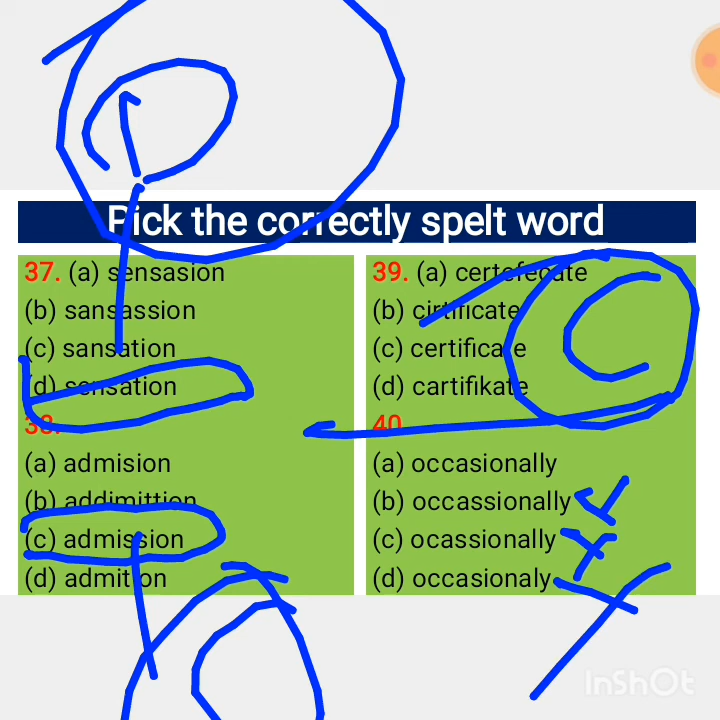 Pick the correctly spelt word
37. (a) sensasion
(b) sansassion
(c) sansation
(d) sensation
38.
(a) admision
(b) addimittion
(c) admission
(d) admittion
39. (a) certefecate
(b) cirtificate
(c) certificate
(d) cartifikate
40
(a) occasionally
(b) occassionally
(c) ocassionally
(d) occasionaly
InShOt